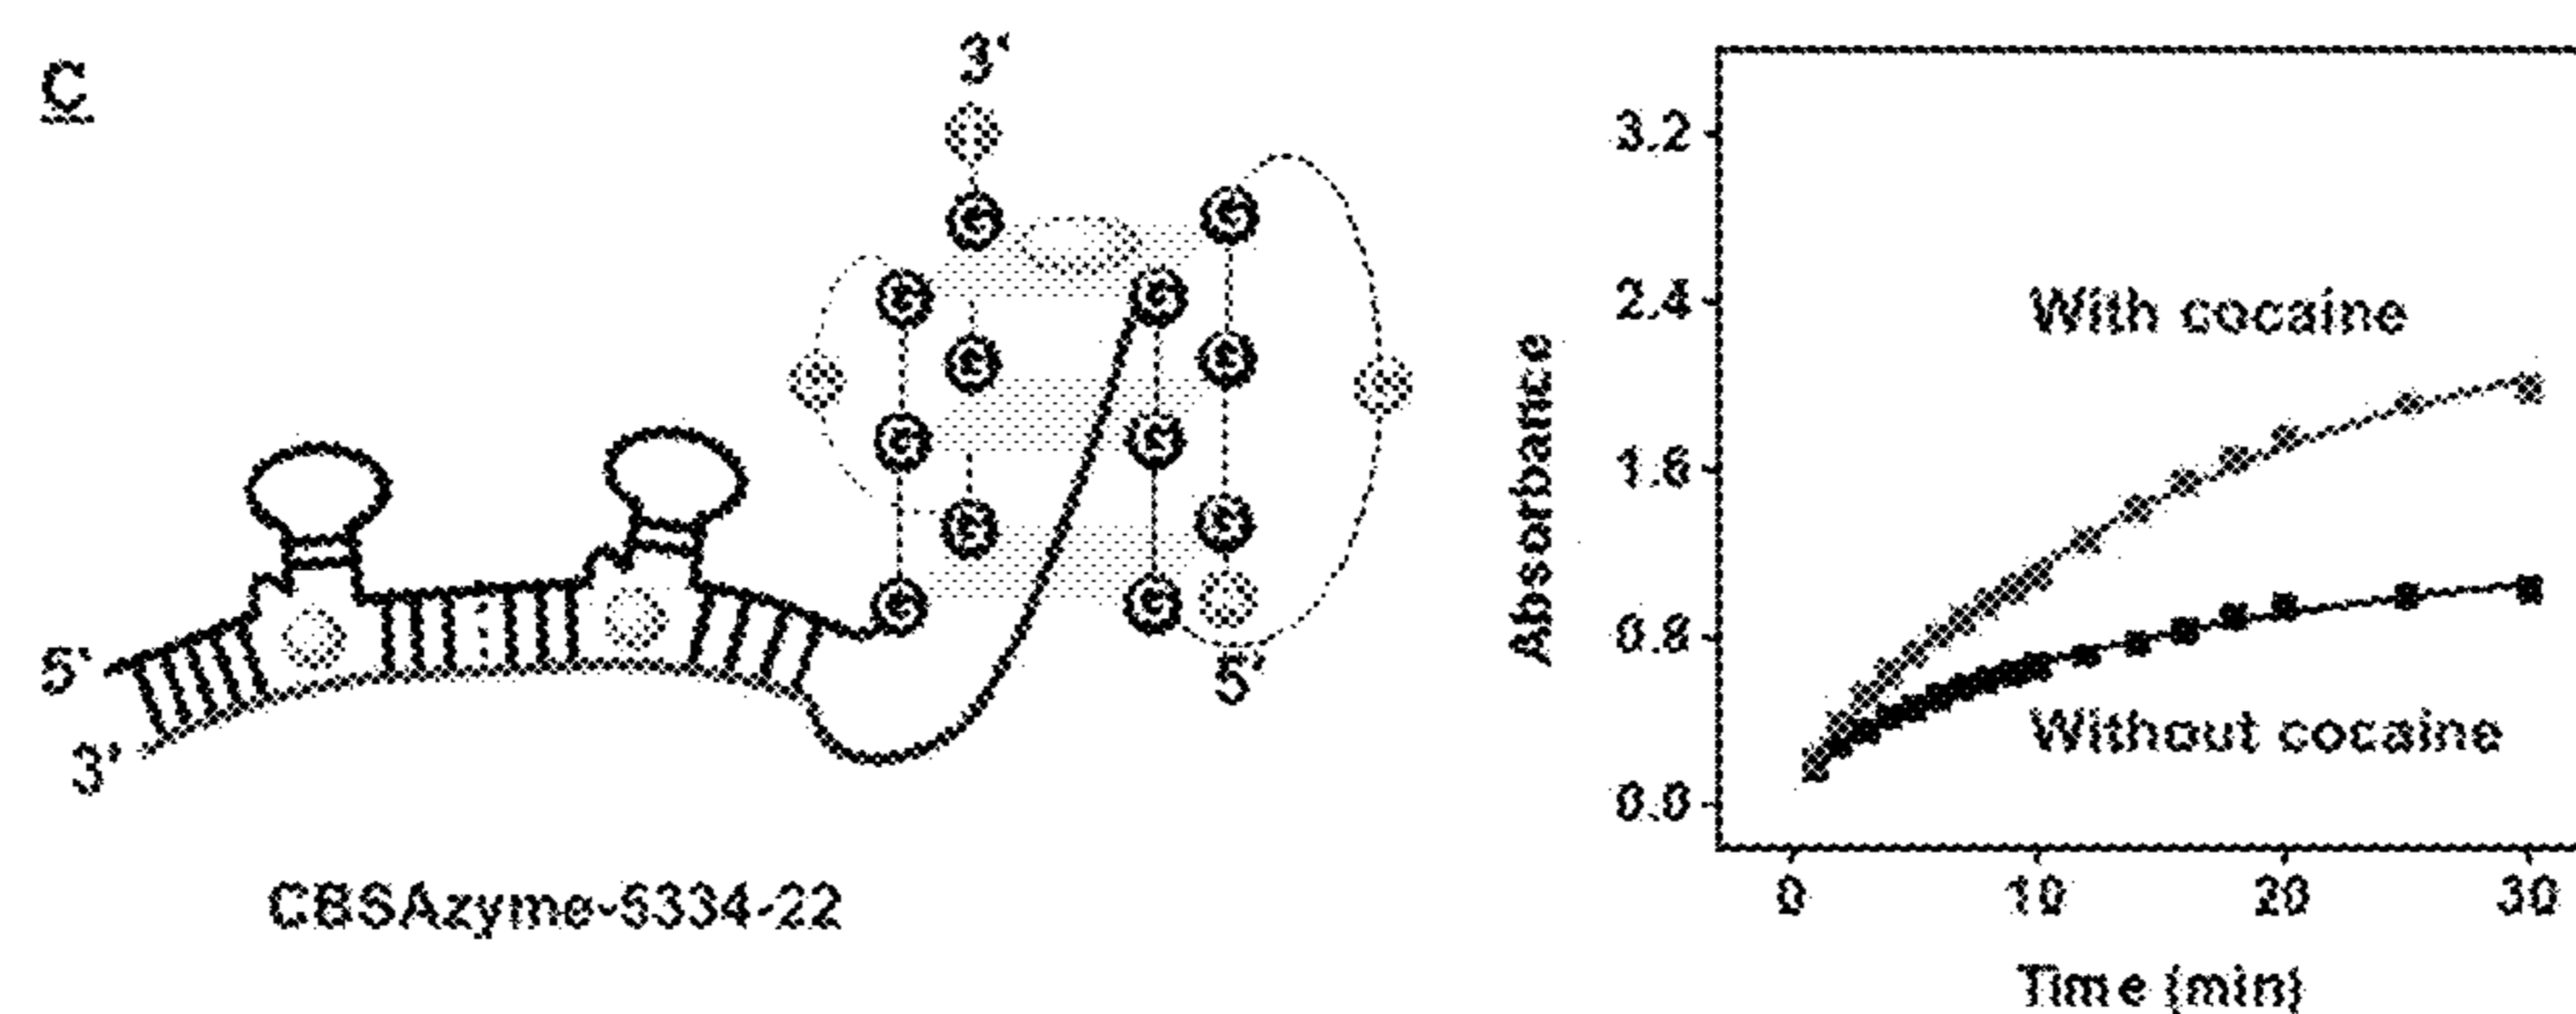 C
3'
G G
G G
G G
G G
G G
G G
5'
3'
5'
CBSAzyme-5334-22
3.2
2.4
1.6
0.8
0.0
Absorbance
With cocaine
Without cocaine
0 10 20 30
Time (min)